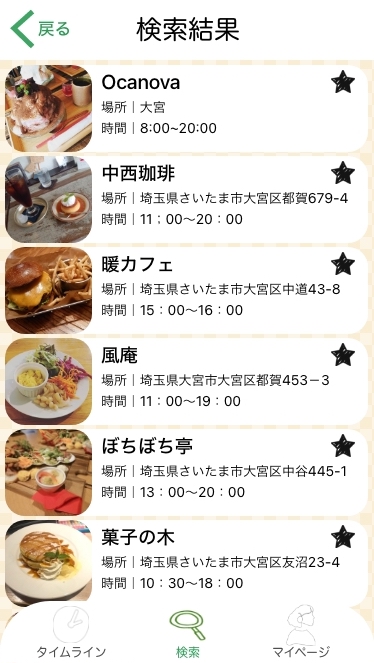 戻る
検索結果
Ocanova
場所｜大宮
時間｜8:00~20:00
中西珈琲
場所｜埼玉県さいたま市大宮区都賀679-4
時間｜11：00〜20：00
暖カフェ
場所｜埼玉県さいたま市大宮区中道43-8
時間｜15：00〜16：00
風庵
場所｜埼玉県大宮市大宮区都賀453－3
時間｜11：00〜19：00
ぼちぼち亭
場所｜埼玉県さいたま市大宮区中谷445-1
時間｜13：00〜20：00
菓子の木
場所｜埼玉県さいたま市大宮区友沼23-4
時間｜10：30〜18：00
タイムライン
検索
マイページ